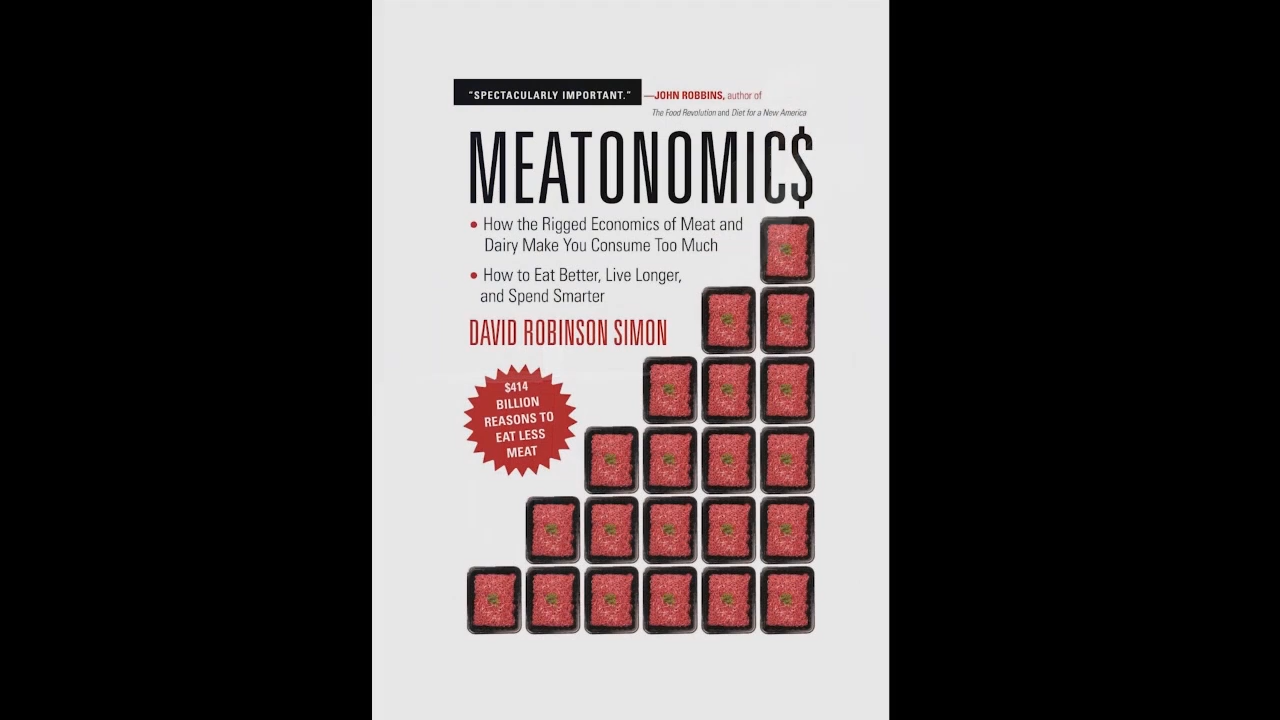 "SPECTACULARLY IMPORTANT." —JOHN ROBBINS, author of
The Food Revolution and Diet for a New America
MEATONOMIC$
• How the Rigged Economics of Meat and
Dairy Make You Consume Too Much
• How to Eat Better, Live Longer,
and Spend Smarter
DAVID ROBINSON SIMON
$414
BILLION
REASONS TO
EAT LESS
MEAT